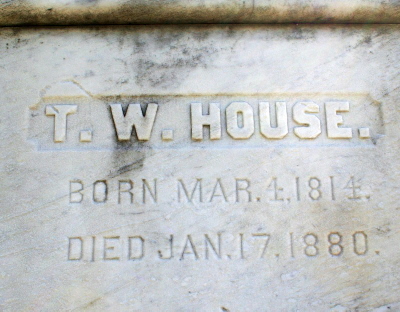 T. W. HOUSE.
BORN MAR. 4, 1814.
DIED JAN. 17. 1880.